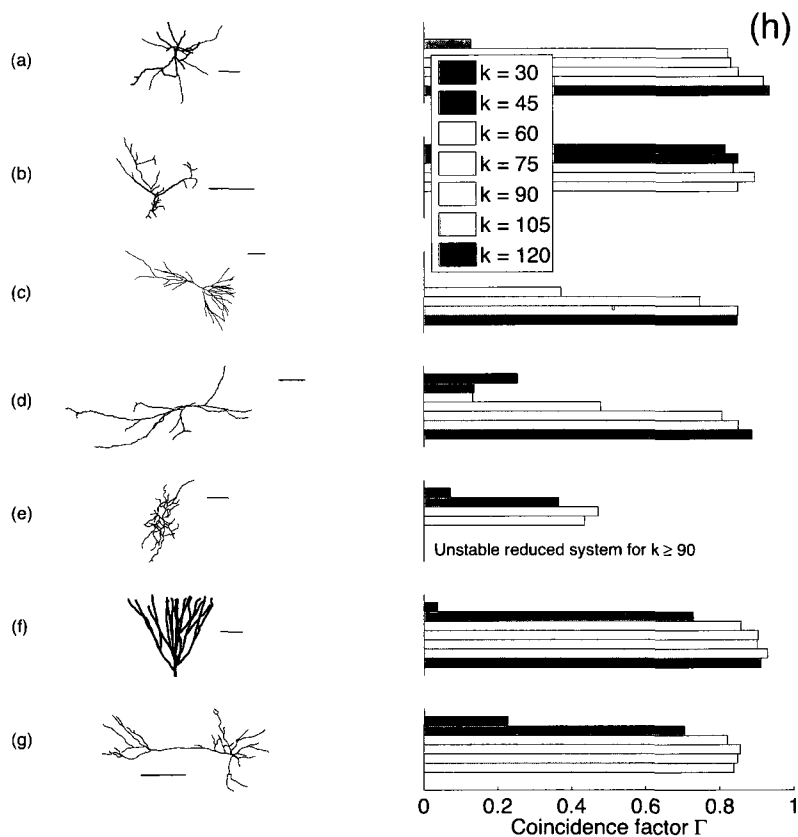 (h)
(a)
k = 30
k = 45
k = 60
k = 75
k = 90
k = 105
k = 120
(b)
(c)
(d)
(e)
Unstable reduced system for k ≥ 90
(f)
(g)
0 0.2 0.4 0.6 0.8 1
Coincidence factor Γ